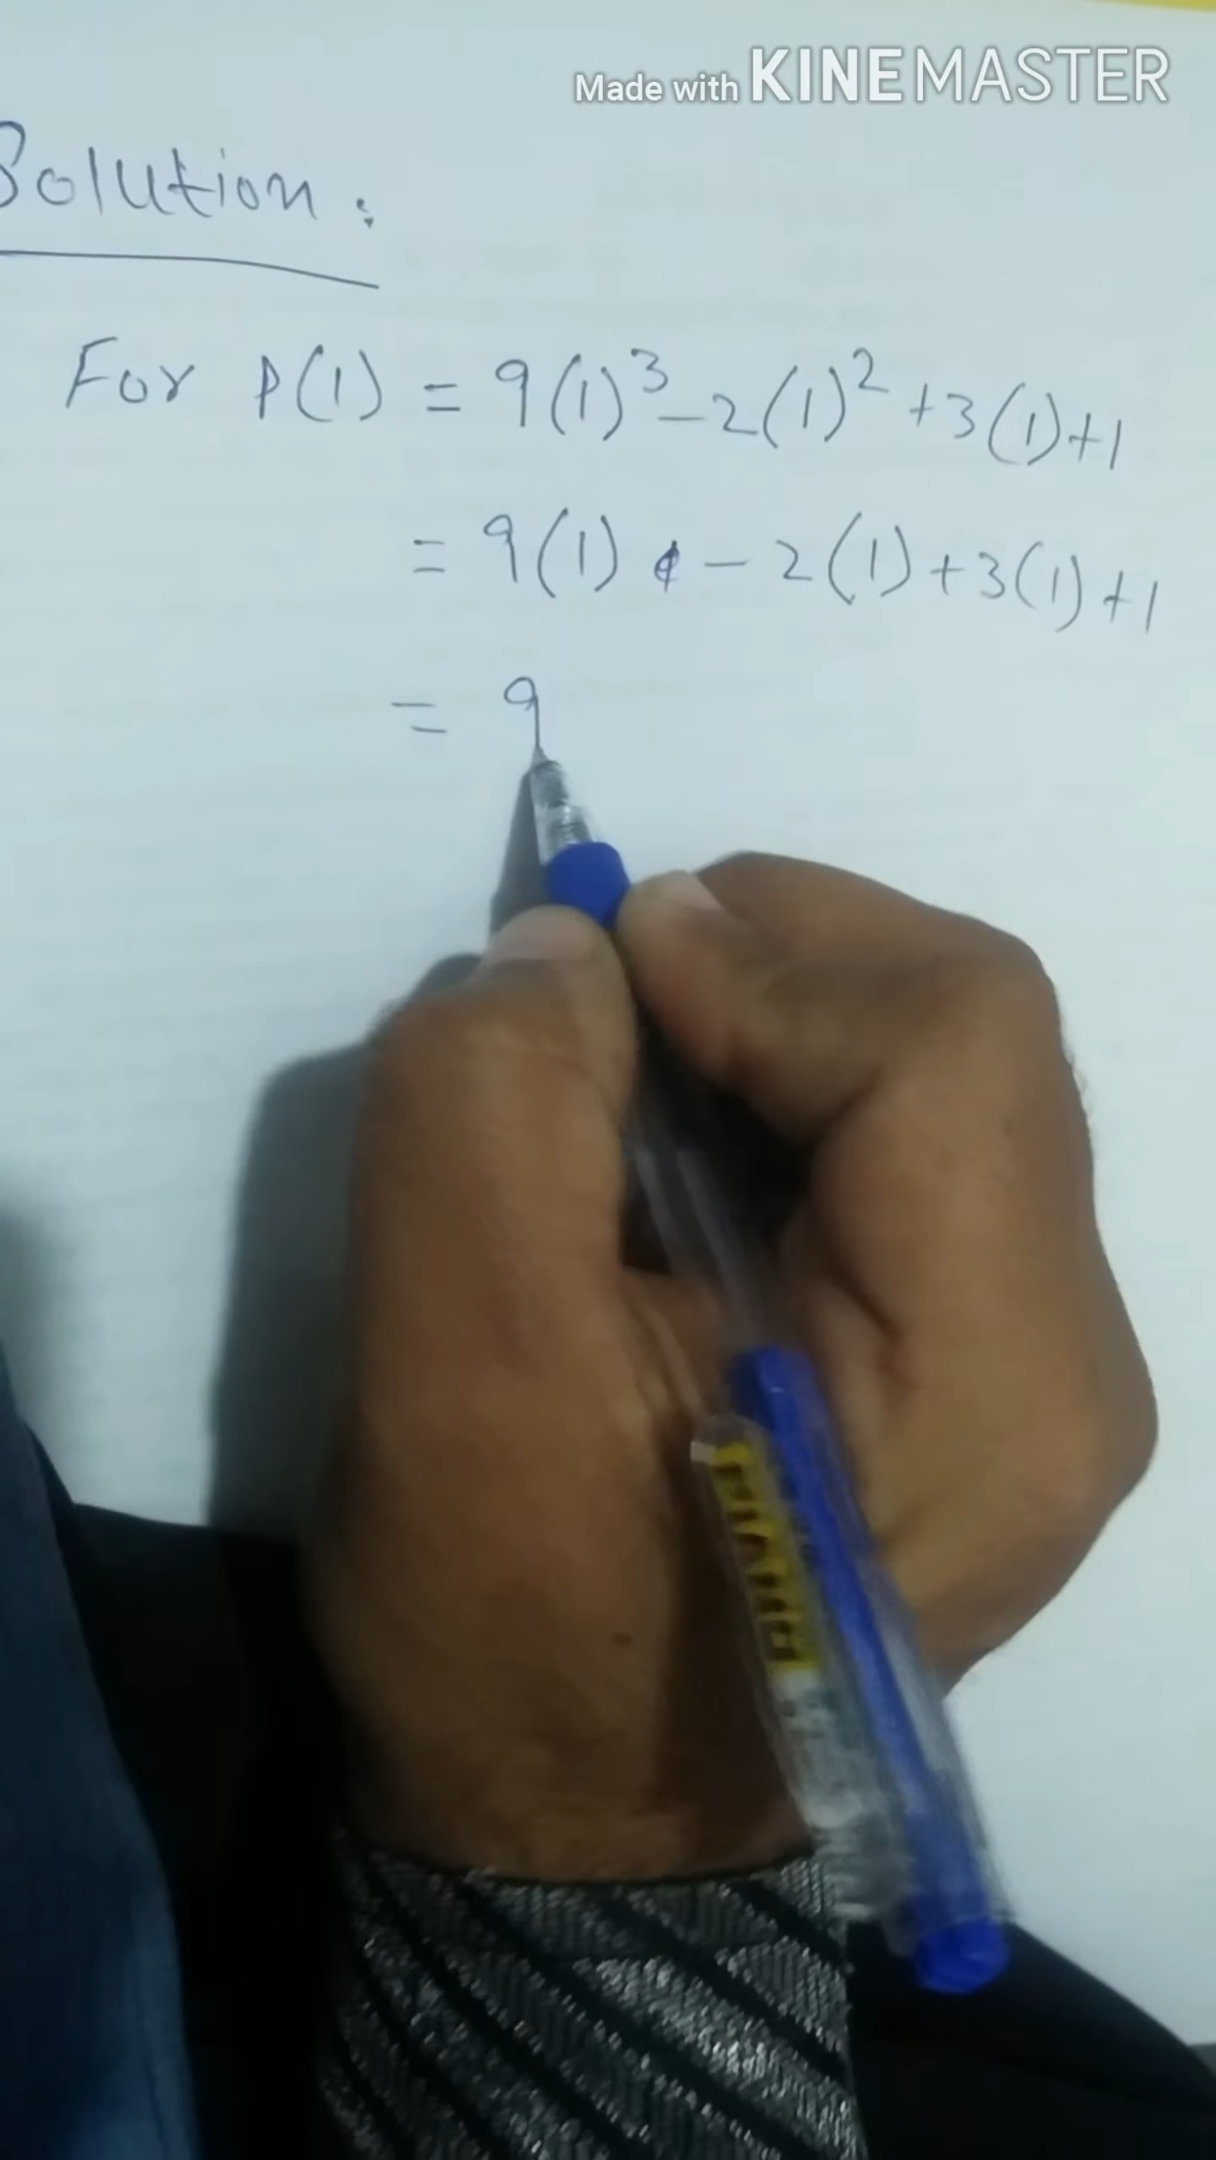 Made with KINEMASTER
Solution:
For P(1) = 9(1)³-2(1)²+3(1)+1
= 9(1) - 2(1)+3(1)+1
= 9